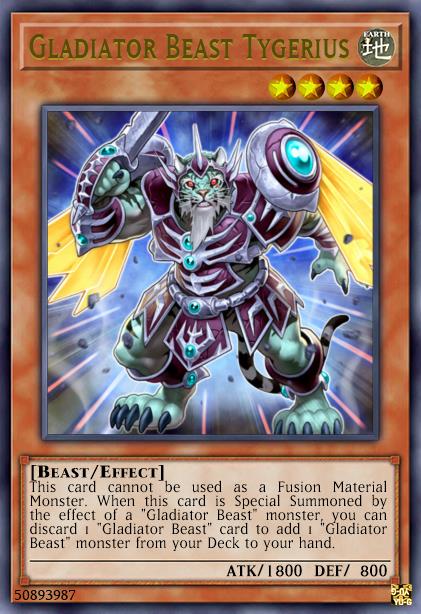 GLADIATOR BEAST TYGERIUS
EARTH
地
[BEAST/EFFECT]
This card cannot be used as a Fusion Material
Monster. When this card is Special Summoned by
the effect of a "Gladiator Beast" monster, you can
discard 1 "Gladiator Beast" card to add 1 "Gladiator
Beast" monster from your Deck to your hand.
ATK/1800 DEF/ 800
50893987